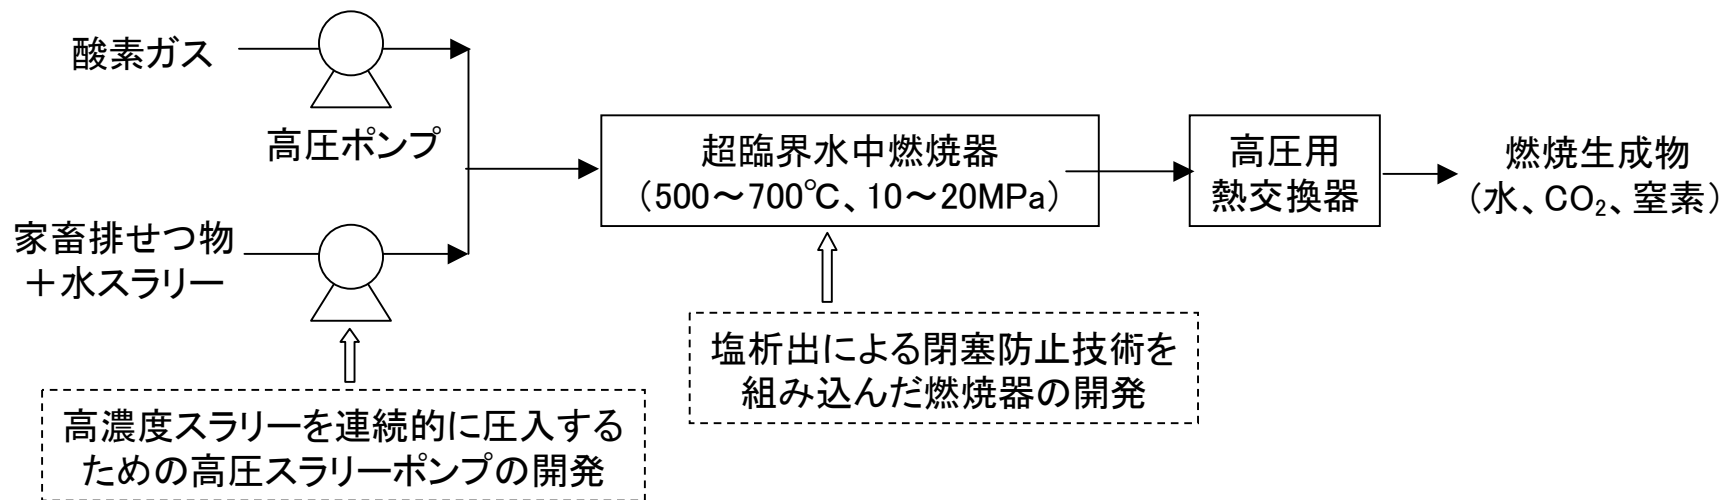 酸素ガス
高圧ポンプ
家畜排せつ物
＋水スラリー
超臨界水中燃焼器
（500～700℃、10～20MPa）
高圧用
熱交換器
燃焼生成物
（水、CO₂、窒素）
塩析出による閉塞防止技術を
組み込んだ燃焼器の開発
高濃度スラリーを連続的に圧入する
ための高圧スラリーポンプの開発